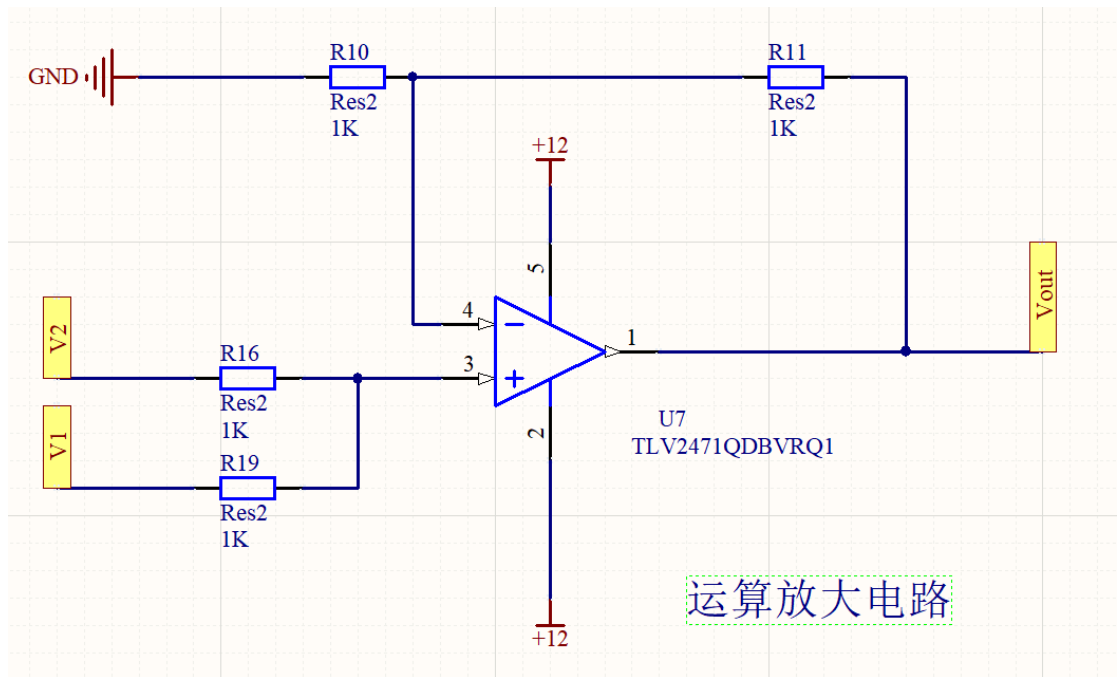 R10
R11
GND
Res2
1K
Res2
1K
+12
5
V2
4
Vout
1
R16
3
Res2
1K
V1
U7
TLV2471QDBVRQ1
2
R19
Res2
1K
运算放大电路
+12